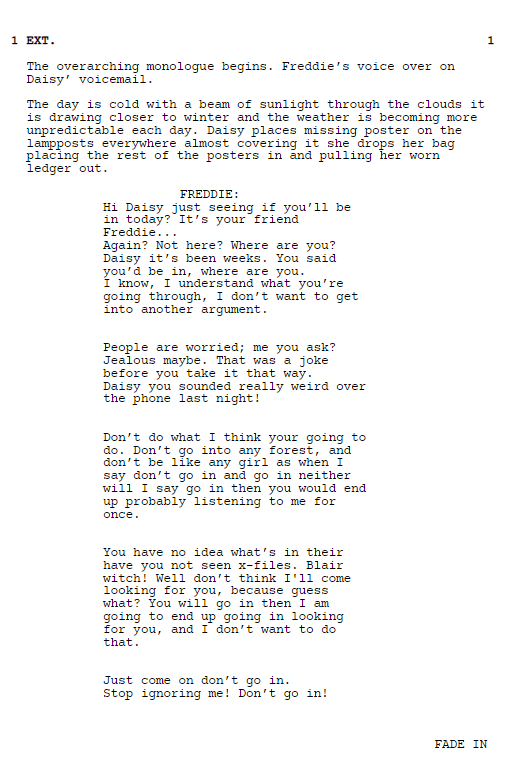 1 EXT. 1
The overarching monologue begins. Freddie's voice over on
Daisy' voicemail.
The day is cold with a beam of sunlight through the clouds it
is drawing closer to winter and the weather is becoming more
unpredictable each day. Daisy places missing poster on the
lampposts everywhere almost covering it she drops her bag
placing the rest of the posters in and pulling her worn
ledger out.
FREDDIE:
Hi Daisy just seeing if you'll be
in today? It's your friend
Freddie...
Again? Not here? Where are you?
Daisy it's been weeks. You said
you'd be in, where are you.
I know, I understand what you're
going through, I don't want to get
into another argument.
People are worried; me you ask?
Jealous maybe. That was a joke
before you take it that way.
Daisy you sounded really weird over
the phone last night!
Don't do what I think your going to
do. Don't go into any forest, and
don't be like any girl as when I
say don't go in and go in neither
will I say go in then you would end
up probably listening to me for
once.
You have no idea what's in their
have you not seen x-files. Blair
witch! Well don't think I'll come
looking for you, because guess
what? You will go in then I am
going to end up going in looking
for you, and I don't want to do
that.
Just come on don't go in.
Stop ignoring me! Don't go in!
FADE IN